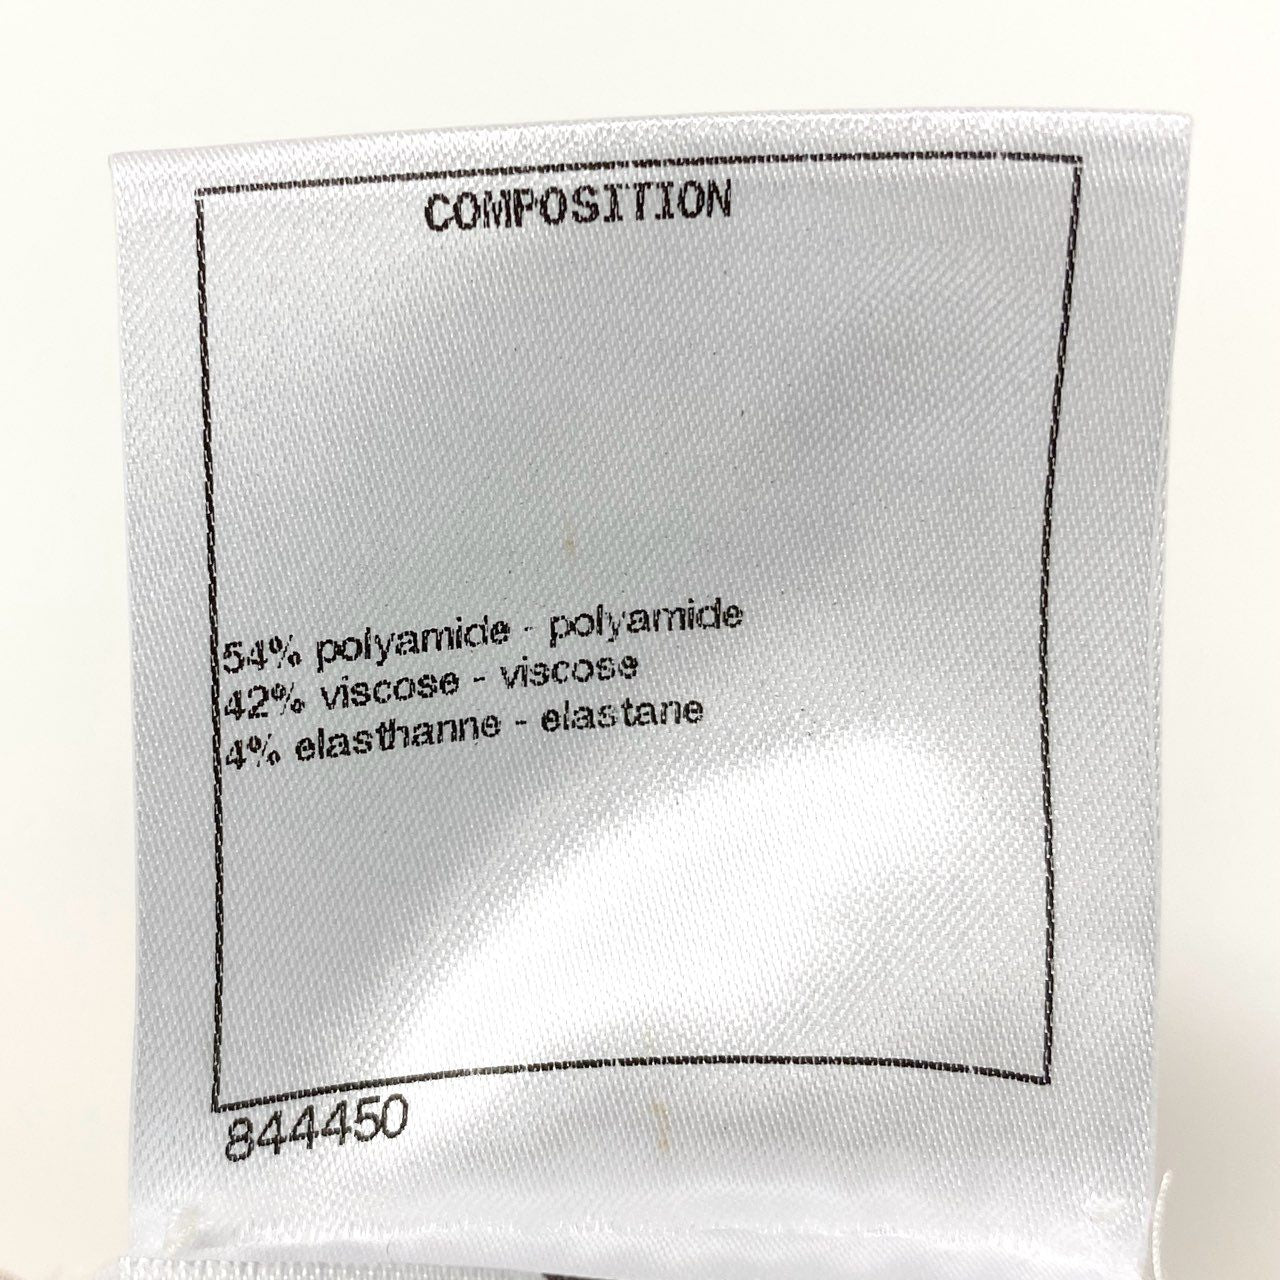 COMPOSITION
54% polyamide - polyamide
42% viscose - viscose
4% elasthanne - elastane
844450